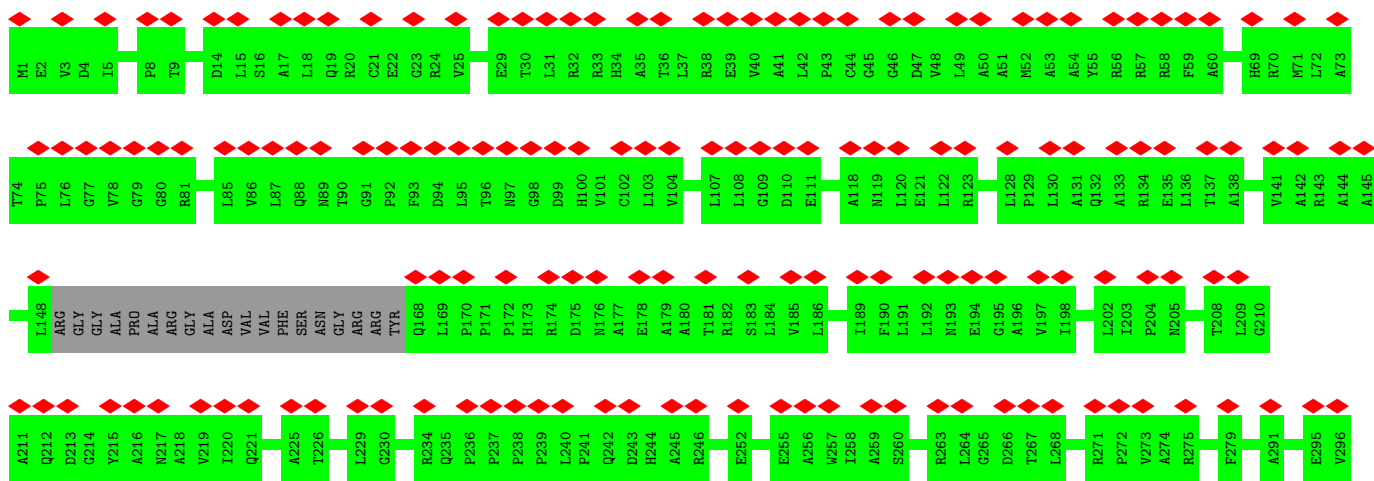 M1 E2 V3 D4 I5 P8 T9 D14 L15 S16 A17 L18 Q19 R20 C21 E22 G23 R24 V25 E29 T30 L31 R32 R33 H34 A35 T36 L37 R38 E39 V40 A41 L42 P43 C44 G45 G46 D47 V48 L49 A50 A51 M52 A53 A54 Y55 R56 R57 R58 F59 A60 H69 R70 M71 L72 A73
T74 P75 L76 G77 V78 G79 G80 R81 L85 V86 L87 Q88 N89 T90 G91 P92 F93 D94 L95 T96 N97 G98 D99 H100 V101 C102 L103 V104 L107 L108 G109 D110 E111 A118 N119 L120 E121 L122 R123 L128 P129 L130 A131 Q132 A133 R134 E135 L136 T137 A138 V141 A142 R143 A144 A145
L148 ARG GLY GLY ALA PRO ALA ARG GLY ALA ASP VAL VAL PHE SER ASN GLY ARG ARG TYR Q168 L169 P170 P171 P172 H173 R174 D175 N176 A177 E178 A179 A180 T181 R182 S183 L184 V185 L186 I189 F190 L191 L192 N193 E194 G195 A196 V197 I198 L202 I203 P204 N205 T208 L209 G210
A211 Q212 D213 G214 Y215 A216 N217 A218 V219 I220 Q221 A225 T226 L229 G230 R234 Q235 P236 P237 P238 P239 L240 P241 Q242 D243 H244 A245 R246 E252 E255 A256 W257 I258 A259 S260 R263 L264 G265 D266 T267 L268 R271 P272 V273 A274 R275 F279 A291 E295 V296